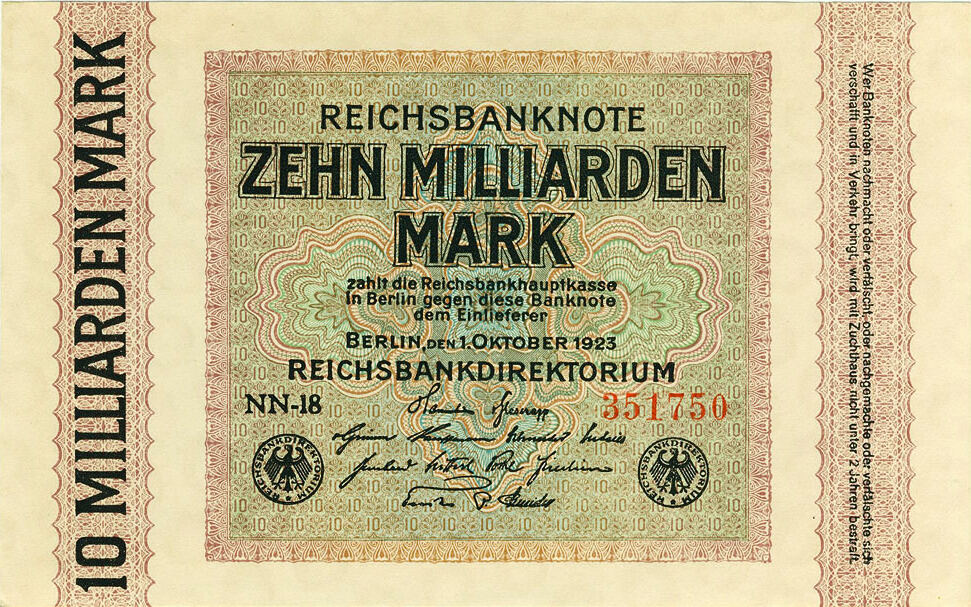 10 MILLIARDEN MARK
REICHSBANKNOTE
ZEHN MILLIARDEN
MARK
zahlt die Reichsbankhauptkasse
in Berlin gegen diese Banknote
dem Einlieferer
BERLIN, DEN 1. OKTOBER 1923
REICHSBANKDIREKTORIUM
NN-18
351750
REICHSBANKDIREKTORIUM
REICHSBANKDIREKTORIUM
Wer Banknoten nachmacht oder verfälscht, oder nachgemachte oder verfälschte sich
verschafft und in Verkehr bringt, wird mit Zuchthaus nicht unter 2 Jahren bestraft.